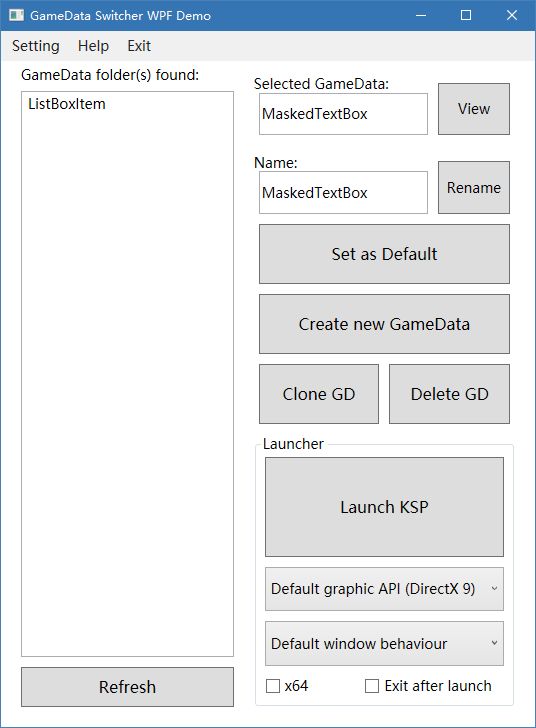 GameData Switcher WPF Demo
Setting Help Exit
GameData folder(s) found:
ListBoxItem
Refresh
Selected GameData:
MaskedTextBox
View
Name:
MaskedTextBox
Rename
Set as Default
Create new GameData
Clone GD
Delete GD
Launcher
Launch KSP
Default graphic API (DirectX 9)
Default window behaviour
x64
Exit after launch